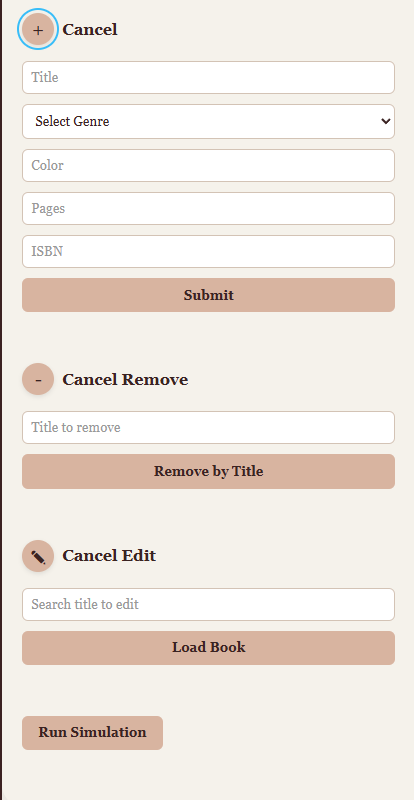 + Cancel
Title
Select Genre
Color
Pages
ISBN
Submit
- Cancel Remove
Title to remove
Remove by Title
Cancel Edit
Search title to edit
Load Book
Run Simulation